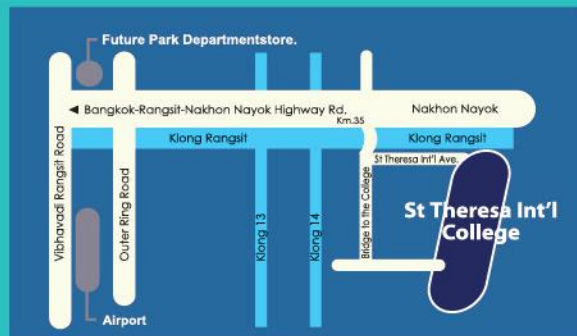 Future Park Departmentstore.
Bangkok-Rangsit-Nakhon Nayok Highway Rd.
Nakhon Nayok
Km.35
Klong Rangsit
Klong Rangsit
St Theresa Int'l Ave.
Vibhavadi Rangsit Road
Outer Ring Road
Klong 13
Klong 14
Bridge to the College
St Theresa Int'l
College
Airport